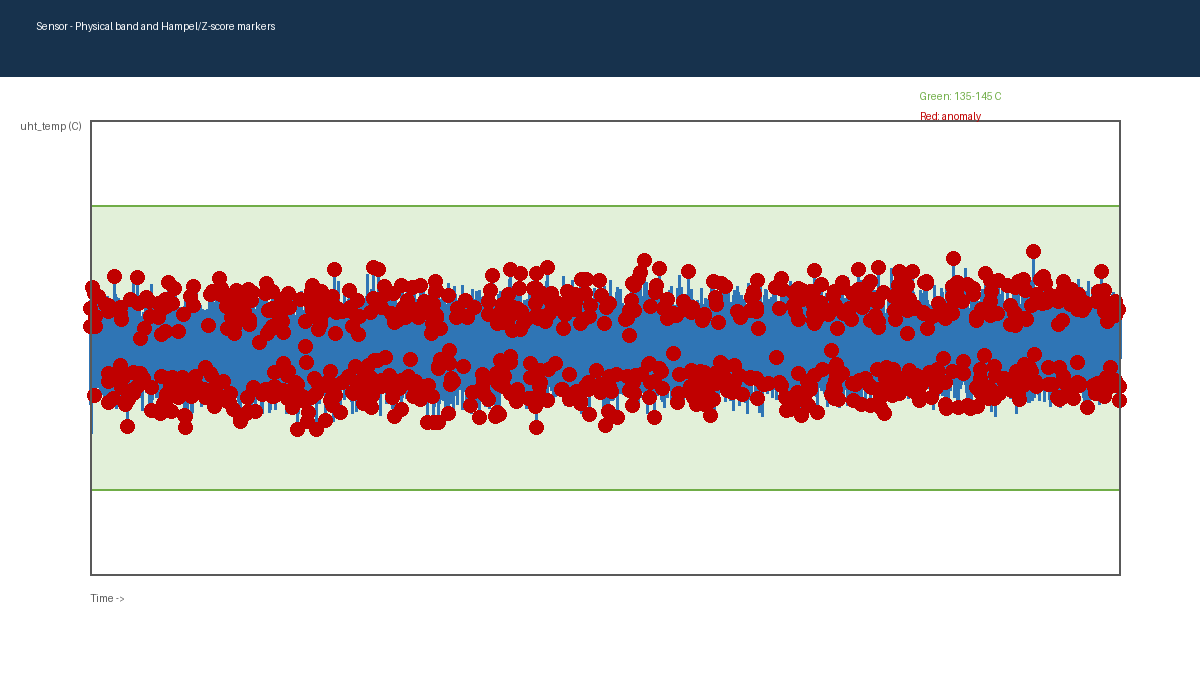 Sensor - Physical band and Hampel/Z-score markers
Green: 135-145 C
Red: anomaly
uht_temp (C)
Time ->